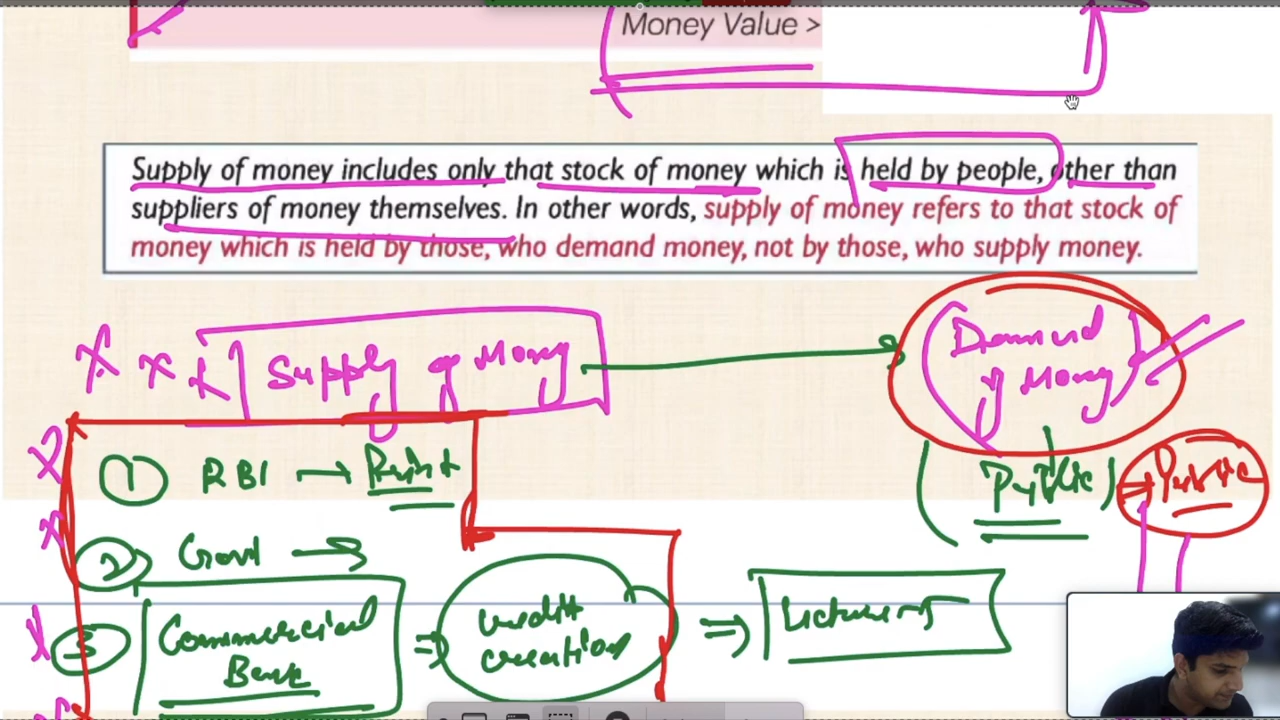 Money Value >
Supply of money includes only that stock of money which is held by people, other than
suppliers of money themselves. In other words, supply of money refers to that stock of
money which is held by those, who demand money, not by those, who supply money.
X X X Supply of Money
Demand
of Money
① RBI → Print
Public ⇒ Public
② Govt →
③ Commercial
Bank ⇒ credit
creation ⇒